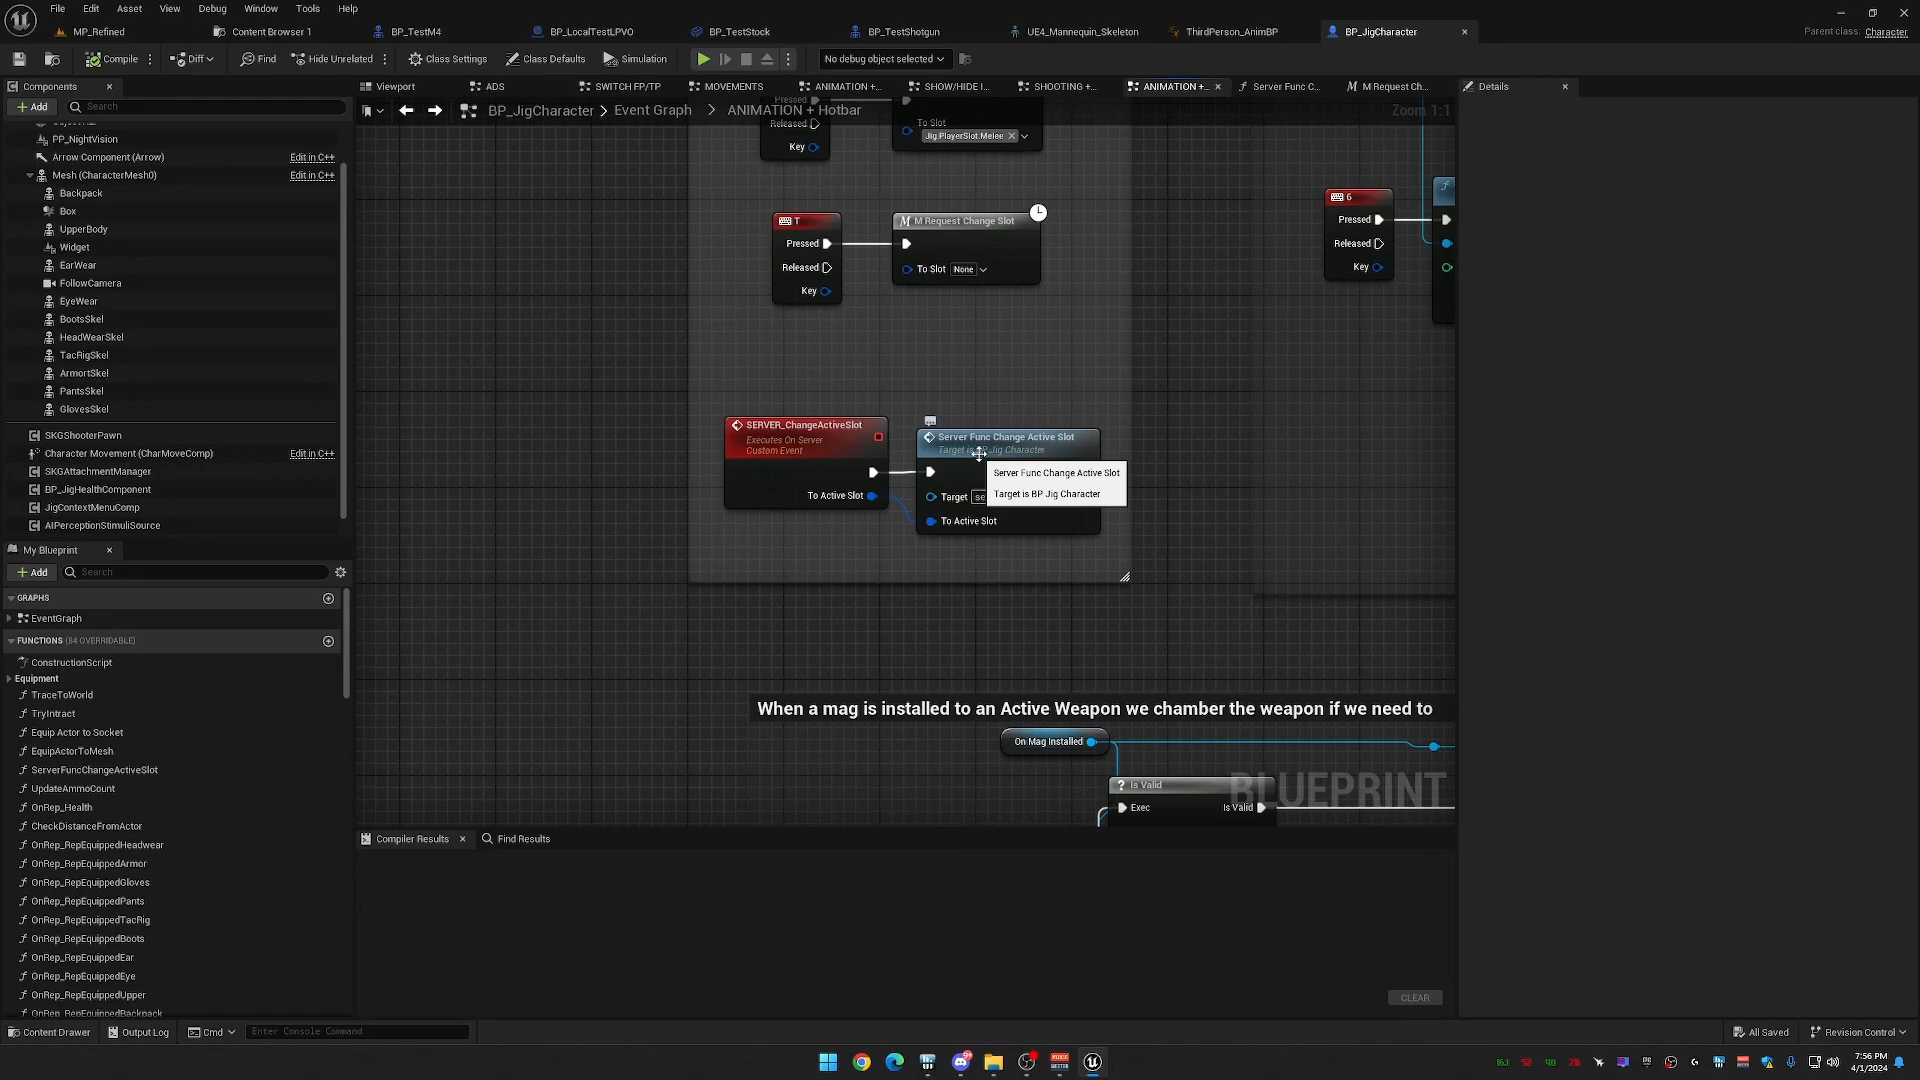 File Edit Asset View Debug Window Tools Help
MP_Refined Content Browser 1 BP_TestM4 BP_LocalTestLPVO BP_TestStock BP_TestShotgun UE4_Mannequin_Skeleton ThirdPerson_AnimBP BP_JigCharacter Parent class: Character
Compile Diff Find Hide Unrelated Class Settings Class Defaults Simulation No debug object selected
Components
Add Search
PP_NightVision
Arrow Component (Arrow) Edit in C++
Mesh (CharacterMesh0) Edit in C++
Backpack
Box
UpperBody
Widget
EarWear
FollowCamera
EyeWear
BootsSkel
HeadWearSkel
TacRigSkel
ArmortSkel
PantsSkel
GlovesSkel
SKGShooterPawn
Character Movement (CharMoveComp) Edit in C++
SKGAttachmentManager
BP_JigHealthComponent
JigContextMenuComp
AIPerceptionStimuliSource
My Blueprint
Add Search
GRAPHS
EventGraph
FUNCTIONS (84 OVERRIDABLE)
ConstructionScript
Equipment
TraceToWorld
TryIntract
Equip Actor to Socket
EquipActorToMesh
ServerFuncChangeActiveSlot
UpdateAmmoCount
OnRep_Health
CheckDistanceFromActor
OnRep_RepEquippedHeadwear
OnRep_RepEquippedArmor
OnRep_RepEquippedGloves
OnRep_RepEquippedPants
OnRep_RepEquippedTacRig
OnRep_RepEquippedBoots
OnRep_RepEquippedEar
OnRep_RepEquippedEye
OnRep_RepEquippedUpper
OnRep_RepEquippedBackpack
Viewport ADS SWITCH FP/TP MOVEMENTS ANIMATION +... SHOW/HIDE I... SHOOTING +... ANIMATION +... Server Func C... M Request Ch...
BP_JigCharacter > Event Graph > ANIMATION + Hotbar Zoom 1:1
Pressed
Released
Key
To Slot
Jig.PlayerSlot.Melee
T
Pressed
Released
Key
M Request Change Slot
To Slot None
6
Pressed
Released
Key
SERVER_ChangeActiveSlot
Executes On Server
Custom Event
To Active Slot
Server Func Change Active Slot
Target is BP Jig Character
Target
To Active Slot
Server Func Change Active Slot
Target is BP Jig Character
When a mag is installed to an Active Weapon we chamber the weapon if we need to
On Mag Installed
Is Valid
Exec Is Valid
BLUEPRINT
Compiler Results Find Results
CLEAR
Details
Content Drawer Output Log Cmd Enter Console Command All Saved Revision Control
7:56 PM
4/1/2024